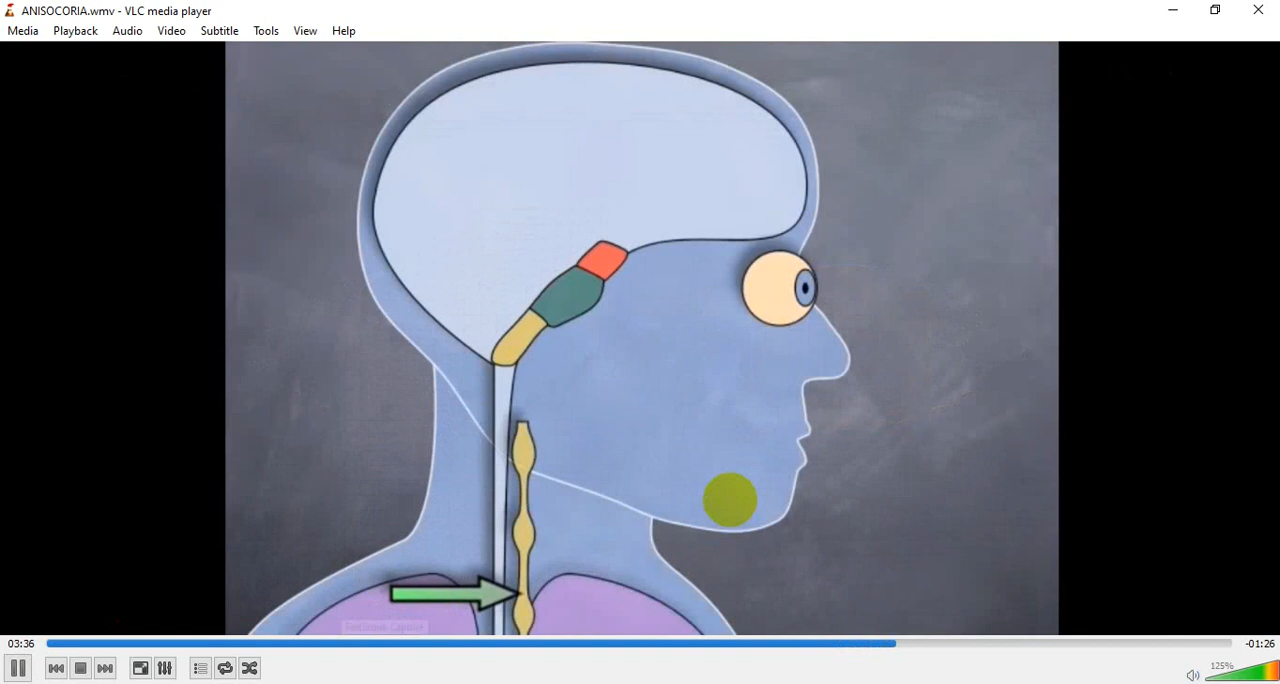 ANISOCORIA.wmv - VLC media player
Media Playback Audio Video Subtitle Tools View Help
03:36
-01:26
125%